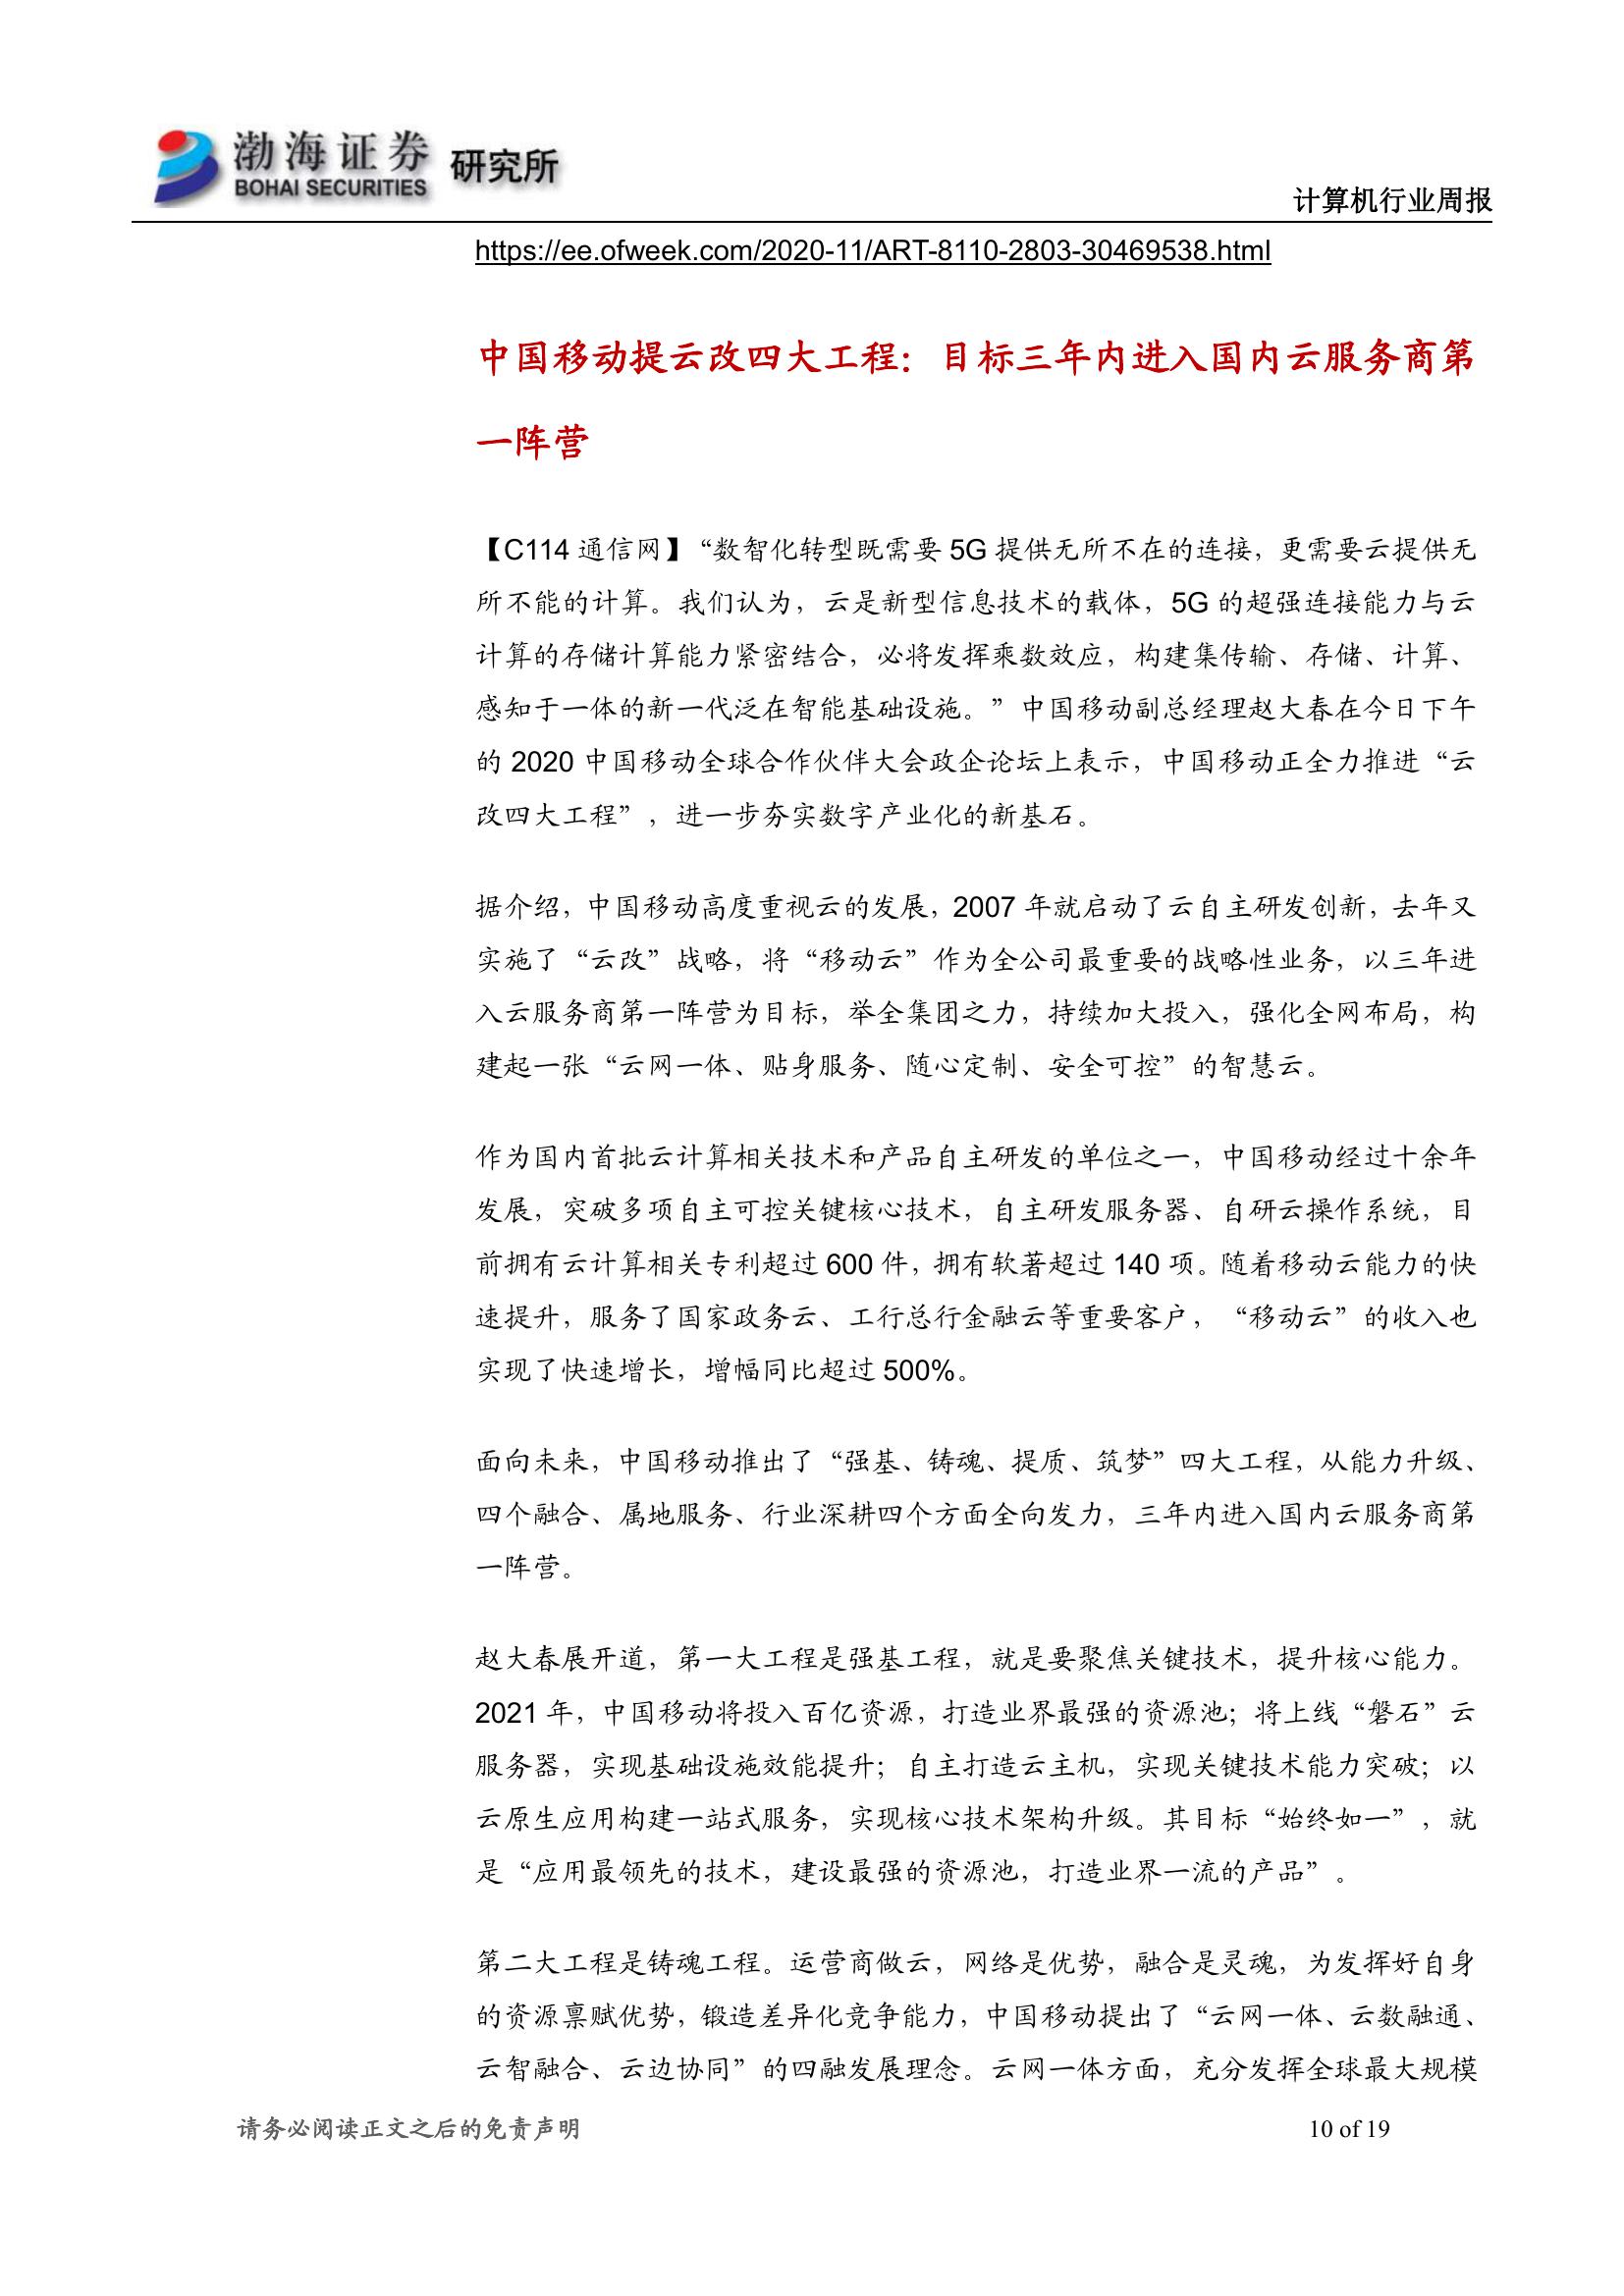 渤海证券 研究所
BOHAI SECURITIES
计算机行业周报
https://ee.ofweek.com/2020-11/ART-8110-2803-30469538.html
中国移动提云改四大工程：目标三年内进入国内云服务商第
一阵营
【C114 通信网】“数智化转型既需要 5G 提供无所不在的连接，更需要云提供无
所不能的计算。我们认为，云是新型信息技术的载体，5G 的超强连接能力与云
计算的存储计算能力紧密结合，必将发挥乘数效应，构建集传输、存储、计算、
感知于一体的新一代泛在智能基础设施。”中国移动副总经理赵大春在今日下午
的 2020 中国移动全球合作伙伴大会政企论坛上表示，中国移动正全力推进“云
改四大工程”，进一步夯实数字产业化的新基石。
据介绍，中国移动高度重视云的发展，2007 年就启动了云自主研发创新，去年又
实施了“云改”战略，将“移动云”作为全公司最重要的战略性业务，以三年进
入云服务商第一阵营为目标，举全集团之力，持续加大投入，强化全网布局，构
建起一张“云网一体、贴身服务、随心定制、安全可控”的智慧云。
作为国内首批云计算相关技术和产品自主研发的单位之一，中国移动经过十余年
发展，突破多项自主可控关键核心技术，自主研发服务器、自研云操作系统，目
前拥有云计算相关专利超过 600 件，拥有软著超过 140 项。随着移动云能力的快
速提升，服务了国家政务云、工行总行金融云等重要客户，“移动云”的收入也
实现了快速增长，增幅同比超过 500%。
面向未来，中国移动推出了“强基、铸魂、提质、筑梦”四大工程，从能力升级、
四个融合、属地服务、行业深耕四个方面全向发力，三年内进入国内云服务商第
一阵营。
赵大春展开道，第一大工程是强基工程，就是要聚焦关键技术，提升核心能力。
2021 年，中国移动将投入百亿资源，打造业界最强的资源池；将上线“磐石”云
服务器，实现基础设施效能提升；自主打造云主机，实现关键技术能力突破；以
云原生应用构建一站式服务，实现核心技术架构升级。其目标“始终如一”，就
是“应用最领先的技术，建设最强的资源池，打造业界一流的产品”。
第二大工程是铸魂工程。运营商做云，网络是优势，融合是灵魂，为发挥好自身
的资源禀赋优势，锻造差异化竞争能力，中国移动提出了“云网一体、云数融通、
云智融合、云边协同”的四融发展理念。云网一体方面，充分发挥全球最大规模
请务必阅读正文之后的免责声明
10 of 19